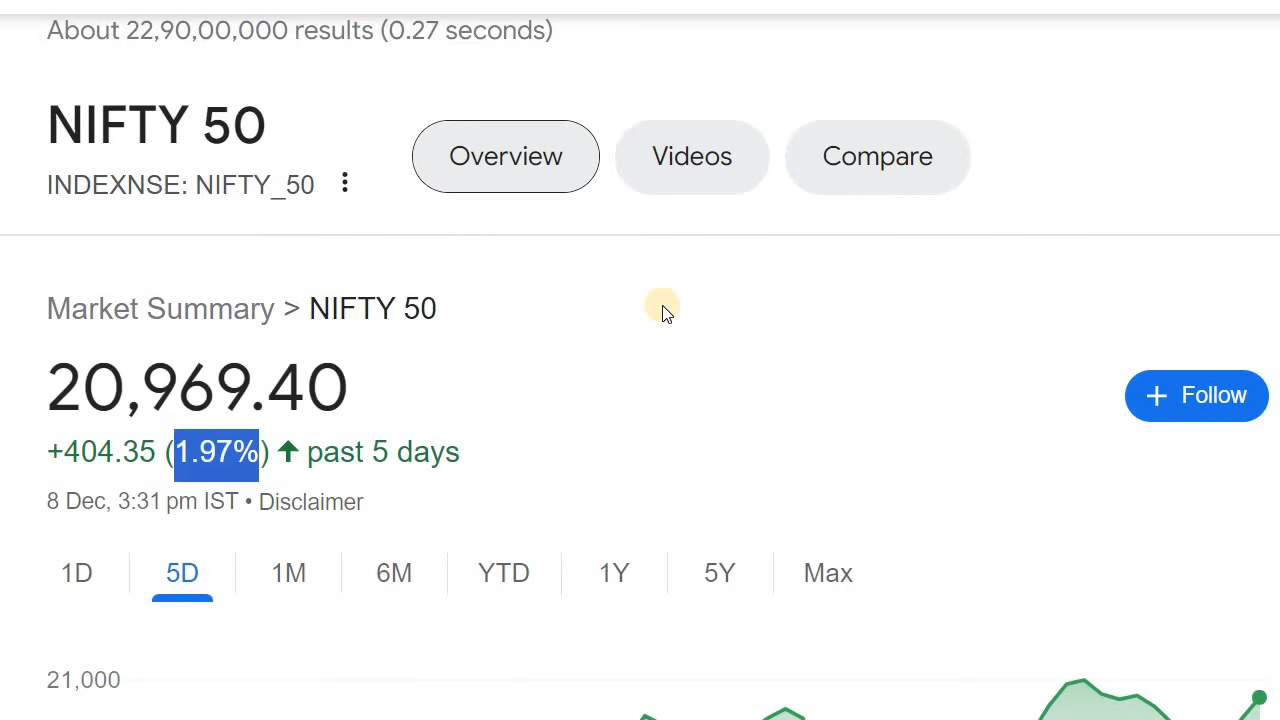 About 22,90,00,000 results (0.27 seconds)
NIFTY 50
INDEXNSE: NIFTY_50
Overview
Videos
Compare
Market Summary > NIFTY 50
20,969.40
+404.35 (1.97%) ↑ past 5 days
+ Follow
8 Dec, 3:31 pm IST • Disclaimer
1D 5D 1M 6M YTD 1Y 5Y Max
21,000